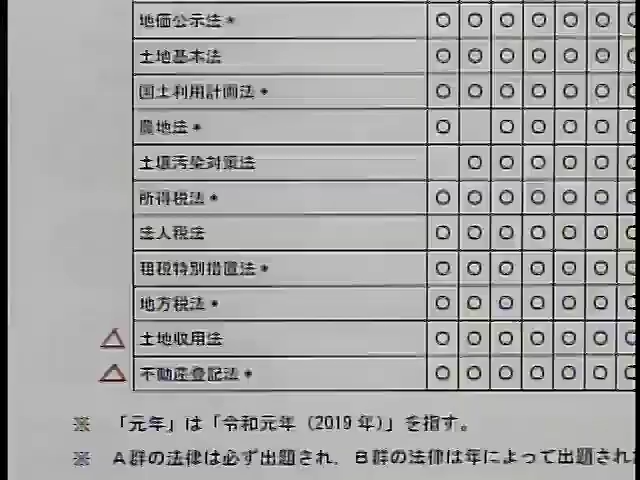 地価公示法* ○ ○ ○ ○ ○ ○ ○
土地基本法 ○ ○ ○ ○ ○ ○ ○
国土利用計画法* ○ ○ ○ ○ ○ ○ ○
農地法* ○ ○ ○ ○ ○ ○
土壌汚染対策法 ○ ○ ○ ○ ○ ○
所得税法* ○ ○ ○ ○ ○ ○ ○
法人税法 ○ ○ ○ ○ ○ ○ ○
租税特別措置法* ○ ○ ○ ○ ○ ○ ○
地方税法* ○ ○ ○ ○ ○ ○ ○
△ 土地収用法 ○ ○ ○ ○ ○ ○ ○
△ 不動産登記法* ○ ○ ○ ○ ○ ○ ○
※ 「元年」は「令和元年（2019 年）」を指す。
※ A群の法律は必ず出題され、B群の法律は年によって出題され